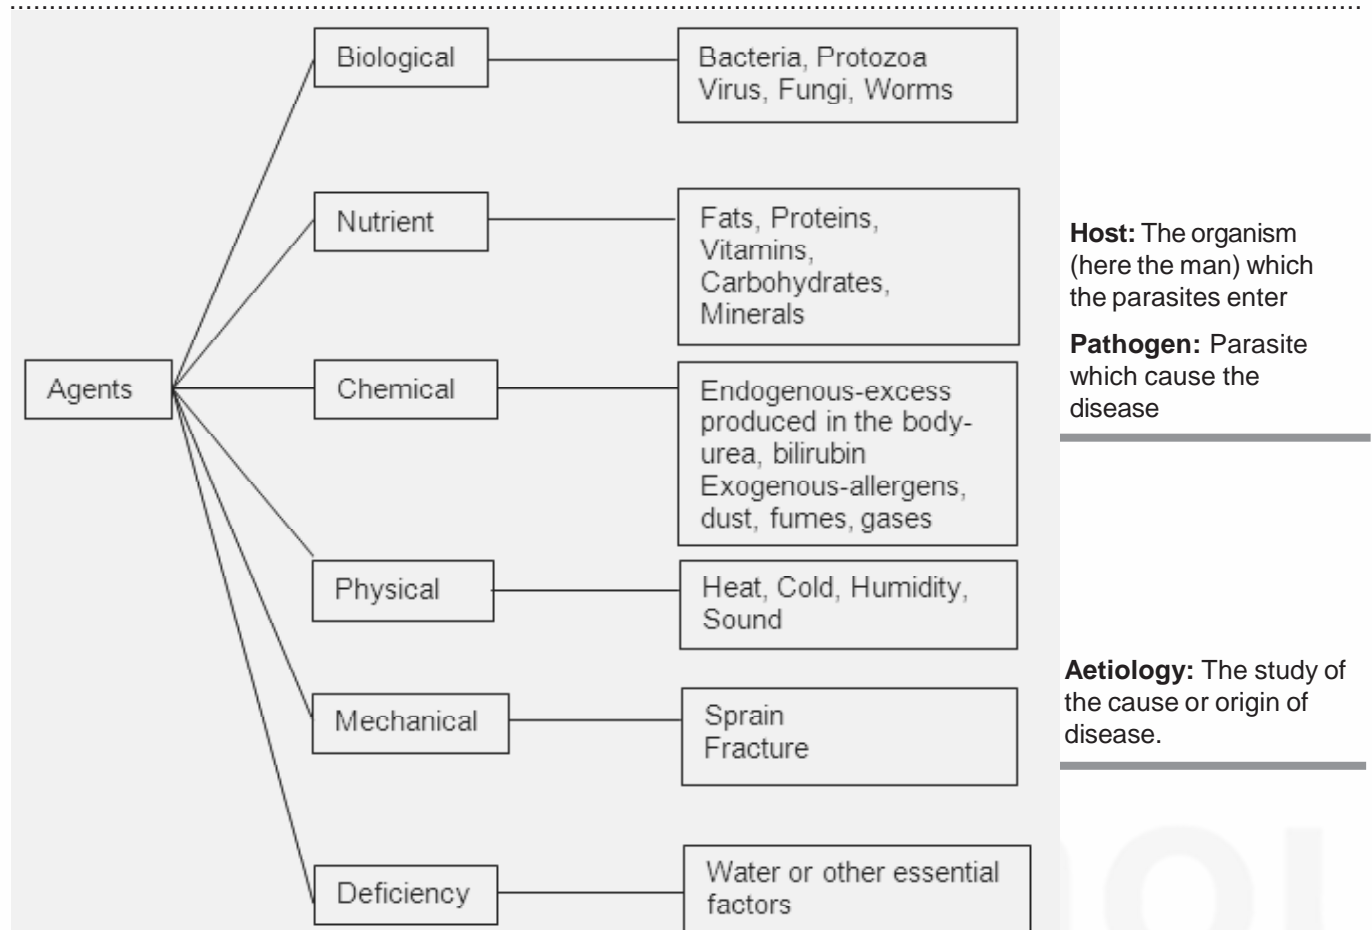 Agents
Biological
Bacteria, Protozoa
Virus, Fungi, Worms
Nutrient
Fats, Proteins,
Vitamins,
Carbohydrates,
Minerals
Chemical
Endogenous-excess
produced in the body-
urea, bilirubin
Exogenous-allergens,
dust, fumes, gases
Physical
Heat, Cold, Humidity,
Sound
Mechanical
Sprain
Fracture
Deficiency
Water or other essential
factors
Host: The organism
(here the man) which
the parasites enter
Pathogen: Parasite
which cause the
disease
Aetiology: The study of
the cause or origin of
disease.